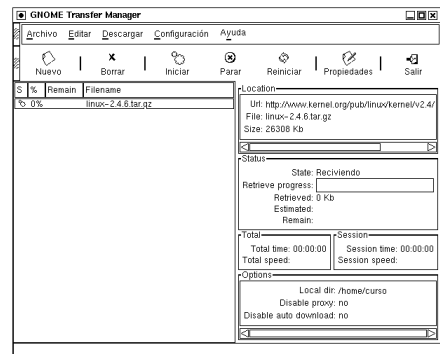 GNOME Transfer Manager
Archivo Editar Descargar Configuración Ayuda
Nuevo Borrar Iniciar Parar Reiniciar Propiedades Salir
S % Remain Filename
0% linux-2.4.6.tar.gz
Location
Url: http://www.kernel.org/pub/linux/kernel/v2.4/
File: linux-2.4.6.tar.gz
Size: 26308 Kb
Status
State: Reciviendo
Retrieve progress:
Retrieved: 0 Kb
Estimated:
Remain:
Total
Total time: 00:00:00
Total speed:
Session
Session time: 00:00:00
Session speed:
Options
Local dir: /home/curso
Disable proxy: no
Disable auto download: no